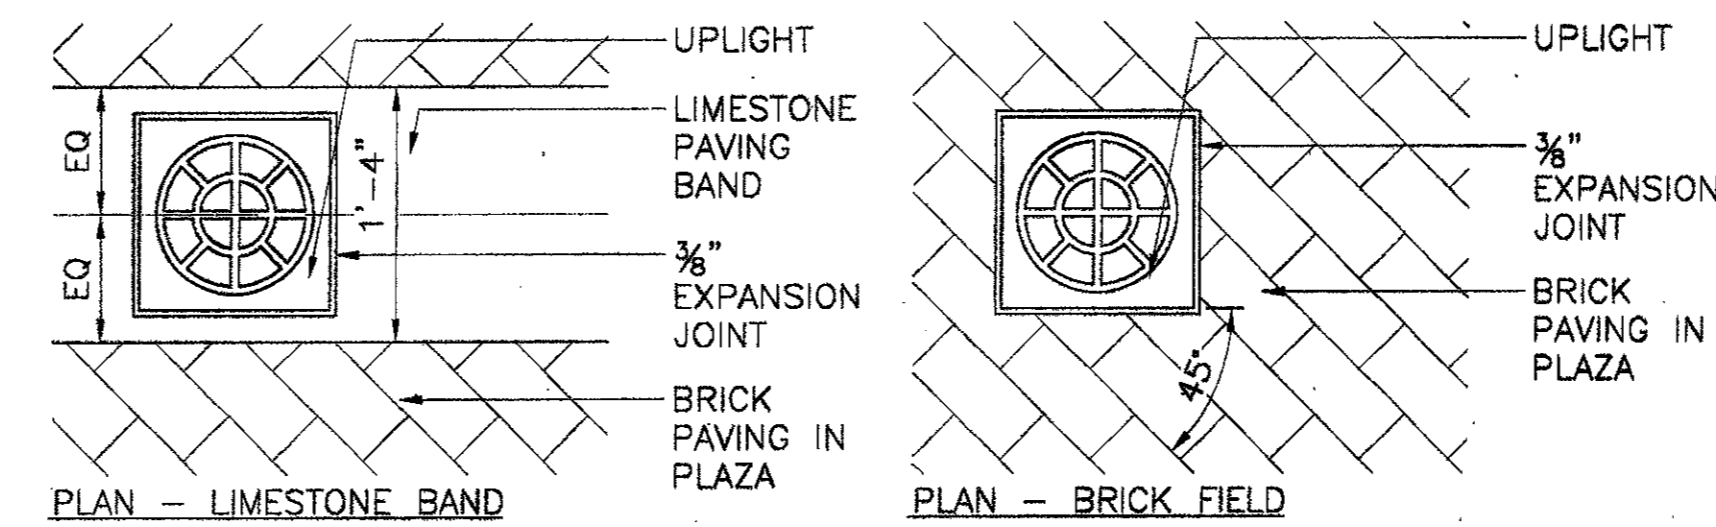 UPLIGHT
LIMESTONE
PAVING
BAND
EQ
EQ
1'-4"
3/8"
EXPANSION
JOINT
BRICK
PAVING IN
PLAZA
PLAN - LIMESTONE BAND
UPLIGHT
3/8"
EXPANSION
JOINT
BRICK
PAVING IN
PLAZA
45°
PLAN - BRICK FIELD